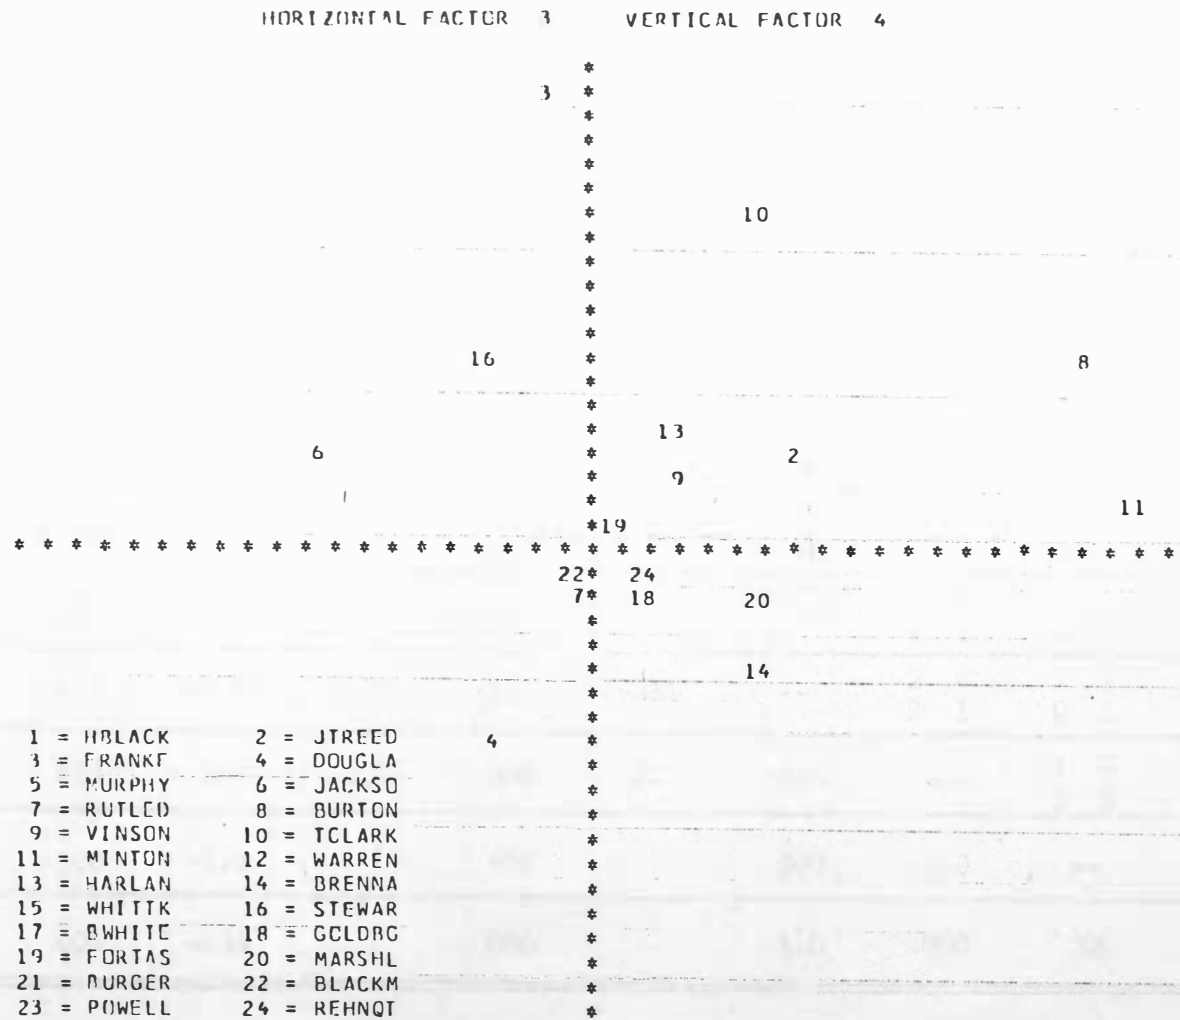 HORIZONTAL FACTOR 3 VERTICAL FACTOR 4
3
10
16 8
13
6 2
9
11
19
22 24
7 18 20
14
1 = HBLACK 2 = JTREED 4
3 = FRANKF 4 = DOUGLA
5 = MURPHY 6 = JACKSO
7 = RUTLED 8 = BURTON
9 = VINSON 10 = TCLARK
11 = MINTON 12 = WARREN
13 = HARLAN 14 = BRENNA
15 = WHITTK 16 = STEWAR
17 = BWHITE 18 = GOLDBG
19 = FORTAS 20 = MARSHL
21 = BURGER 22 = BLACKM
23 = POWELL 24 = REHNQT